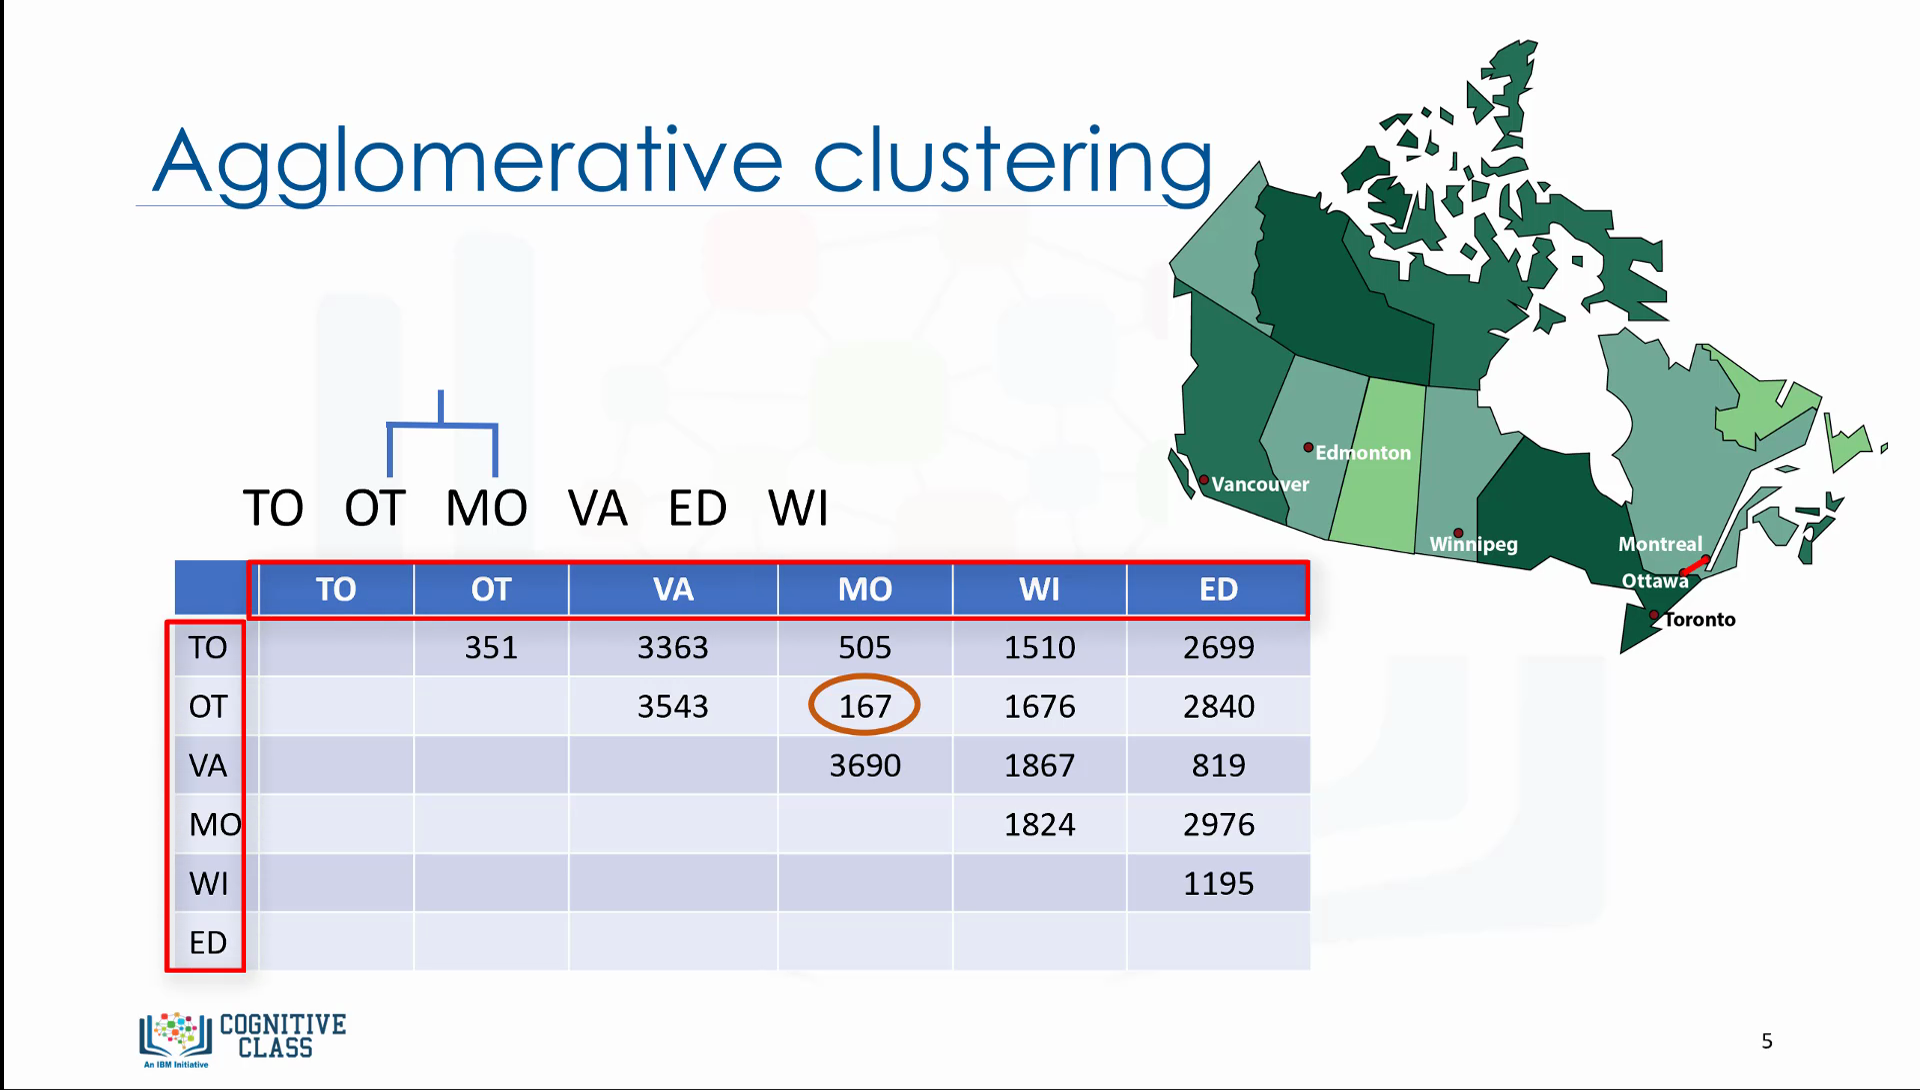 Agglomerative clustering
Edmonton
Vancouver
Winnipeg
Montreal
Ottawa
Toronto
TO OT MO VA ED WI
TO OT VA MO WI ED
TO 351 3363 505 1510 2699
OT 3543 167 1676 2840
VA 3690 1867 819
MO 1824 2976
WI 1195
ED
COGNITIVE
CLASS
An IBM Initiative
5